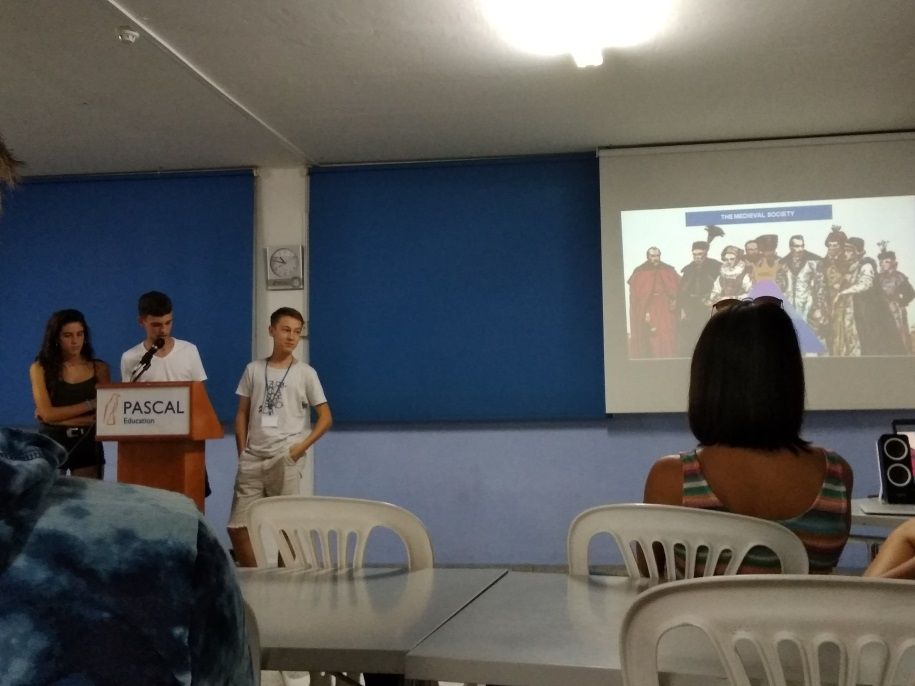 PASCAL
Education
THE MEDIEVAL SOCIETY